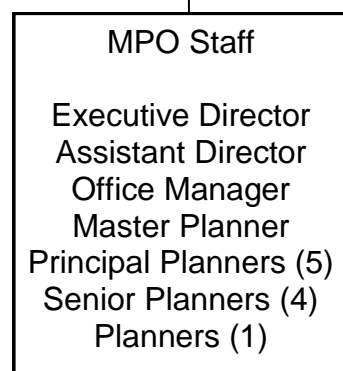 MPO Staff
Executive Director
Assistant Director
Office Manager
Master Planner
Principal Planners (5)
Senior Planners (4)
Planners (1)